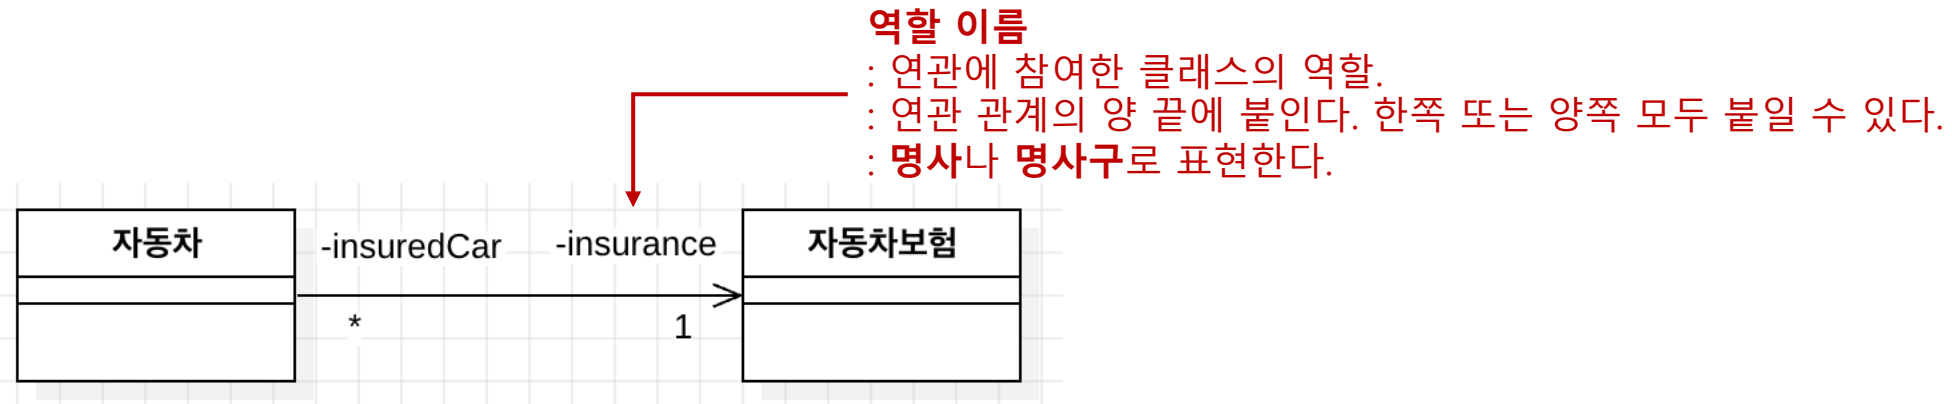 역할 이름
: 연관에 참여한 클래스의 역할.
: 연관 관계의 양 끝에 붙인다. 한쪽 또는 양쪽 모두 붙일 수 있다.
: 명사나 명사구로 표현한다.
자동차
-insuredCar
-insurance
자동차보험
*
1